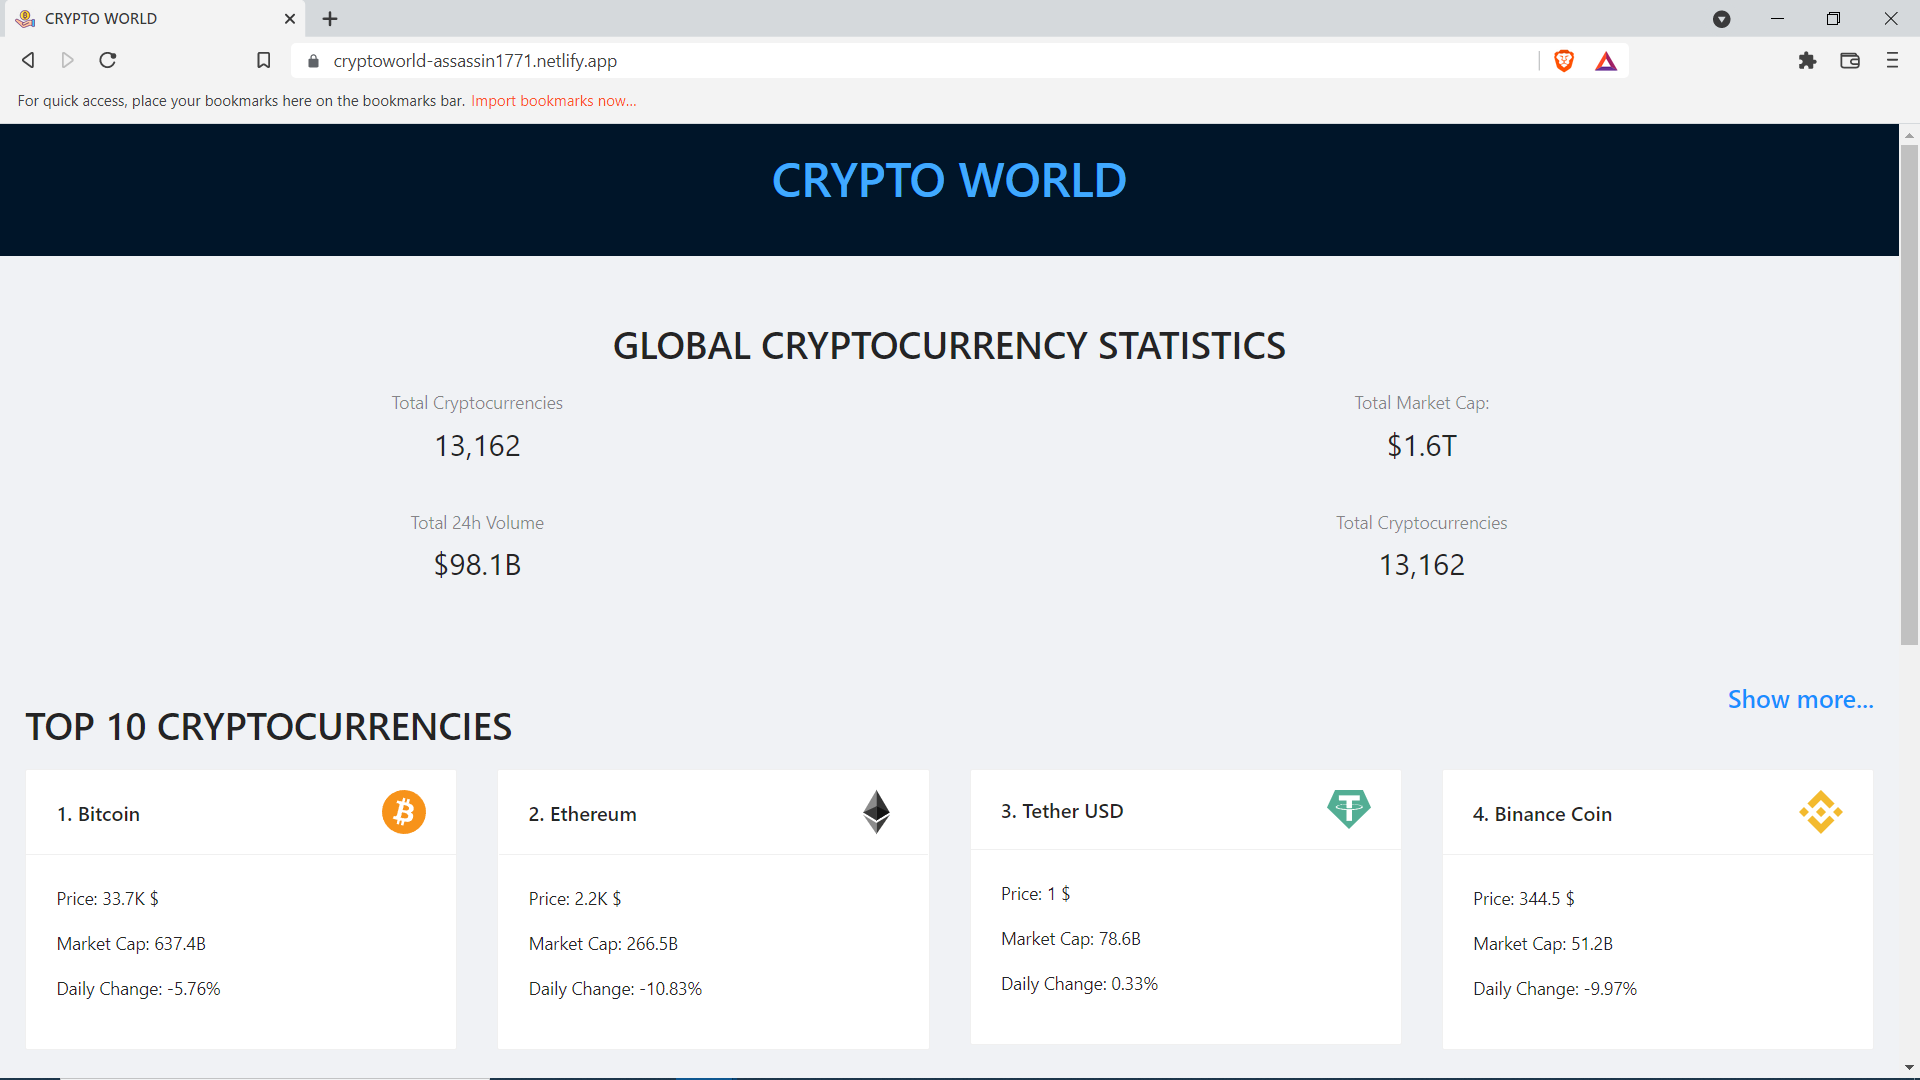 CRYPTO WORLD
cryptoworld-assassin1771.netlify.app
For quick access, place your bookmarks here on the bookmarks bar. Import bookmarks now...
CRYPTO WORLD
GLOBAL CRYPTOCURRENCY STATISTICS
Total Cryptocurrencies
13,162
Total Market Cap:
$1.6T
Total 24h Volume
$98.1B
Total Cryptocurrencies
13,162
Show more...
TOP 10 CRYPTOCURRENCIES
1. Bitcoin
Price: 33.7K $
Market Cap: 637.4B
Daily Change: -5.76%
2. Ethereum
Price: 2.2K $
Market Cap: 266.5B
Daily Change: -10.83%
3. Tether USD
Price: 1 $
Market Cap: 78.6B
Daily Change: 0.33%
4. Binance Coin
Price: 344.5 $
Market Cap: 51.2B
Daily Change: -9.97%